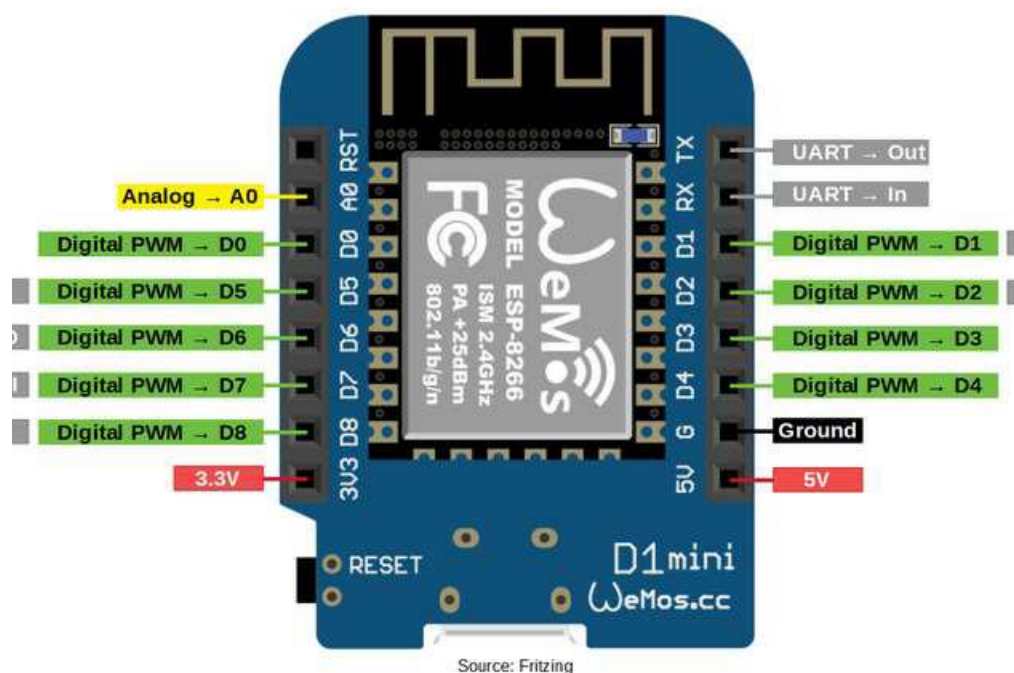 RST
A0
D0
D5
D6
D7
D8
3V3
TX
RX
D1
D2
D3
D4
G
5V
Analog → A0
Digital PWM → D0
Digital PWM → D5
Digital PWM → D6
Digital PWM → D7
Digital PWM → D8
3.3V
UART → Out
UART → In
Digital PWM → D1
Digital PWM → D2
Digital PWM → D3
Digital PWM → D4
Ground
5V
WeMos
MODEL ESP-8266
ISM 2.4GHz
PA +25dBm
802.11b/g/n
FC
RESET
D1 mini
WeMos.cc
Source: Fritzing